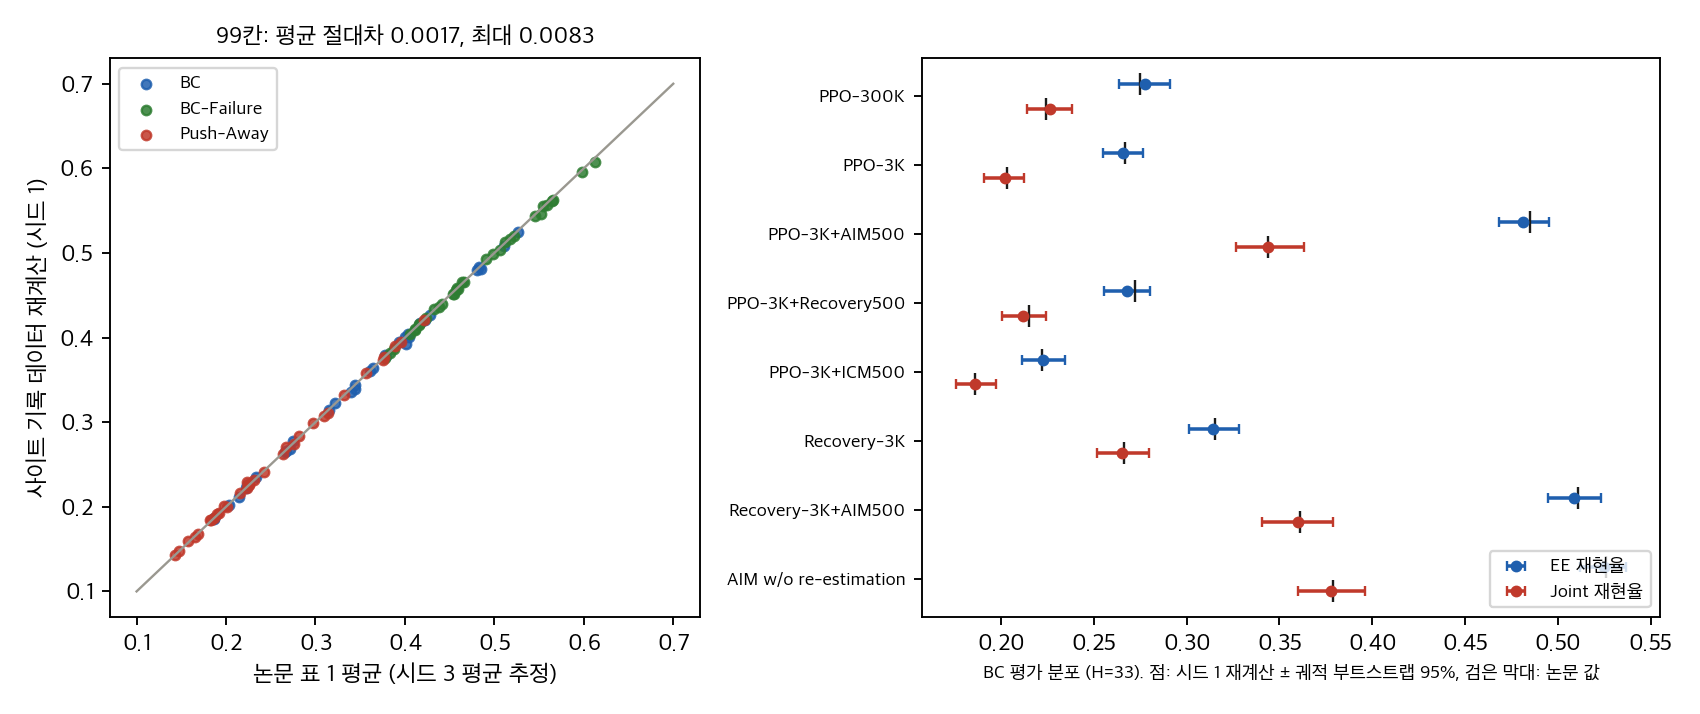 99칸: 평균 절대차 0.0017, 최대 0.0083
BC
BC-Failure
Push-Away
0.7
0.6
0.5
0.4
0.3
0.2
0.1
사이트 기록 데이터 재계산 (시드 1)
0.1 0.2 0.3 0.4 0.5 0.6 0.7
논문 표 1 평균 (시드 3 평균 추정)
PPO-300K
PPO-3K
PPO-3K+AIM500
PPO-3K+Recovery500
PPO-3K+ICM500
Recovery-3K
Recovery-3K+AIM500
AIM w/o re-estimation
EE 재현율
Joint 재현율
0.20 0.25 0.30 0.35 0.40 0.45 0.50 0.55
BC 평가 분포 (H=33). 점: 시드 1 재계산 ± 궤적 부트스트랩 95%, 검은 막대: 논문 값